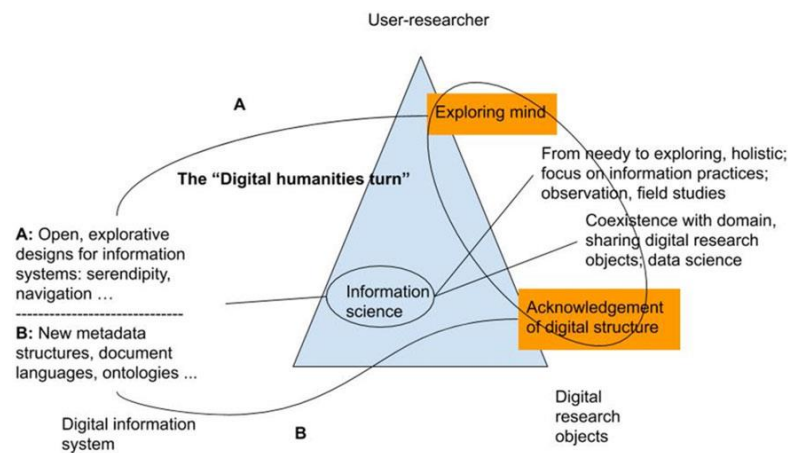 User-researcher
A
Exploring mind
From needy to exploring, holistic;
focus on information practices;
observation, field studies
The “Digital humanities turn”
Coexistence with domain,
sharing digital research
objects; data science
A: Open, explorative
designs for information
systems: serendipity,
navigation …
Information
science
Acknowledgement
of digital structure
B: New metadata
structures, document
languages, ontologies ...
Digital information
system
B
Digital
research
objects